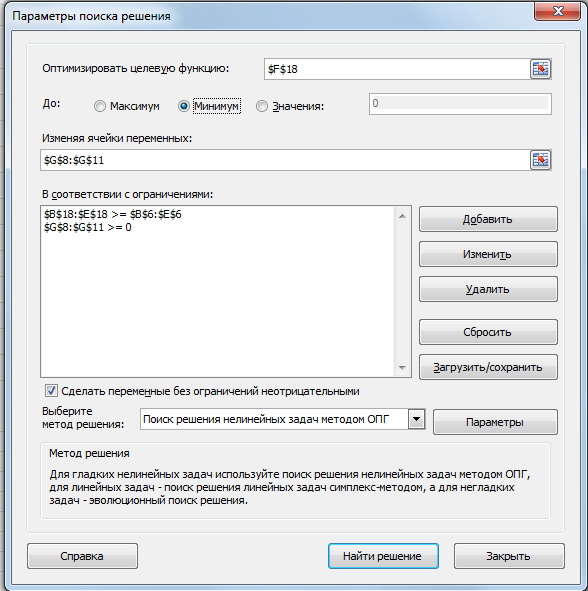 Параметры поиска решения
Оптимизировать целевую функцию: $F$18
До: Максимум Минимум Значения: 0
Изменяя ячейки переменных:
$G$8:$G$11
В соответствии с ограничениями:
$B$18:$E$18 >= $B$6:$E$6
$G$8:$G$11 >= 0
Добавить
Изменить
Удалить
Сбросить
Загрузить/сохранить
Сделать переменные без ограничений неотрицательными
Выберите
метод решения: Поиск решения нелинейных задач методом ОПГ Параметры
Метод решения
Для гладких нелинейных задач используйте поиск решения нелинейных задач методом ОПГ,
для линейных задач - поиск решения линейных задач симплекс-методом, а для негладких
задач - эволюционный поиск решения.
Справка Найти решение Закрыть